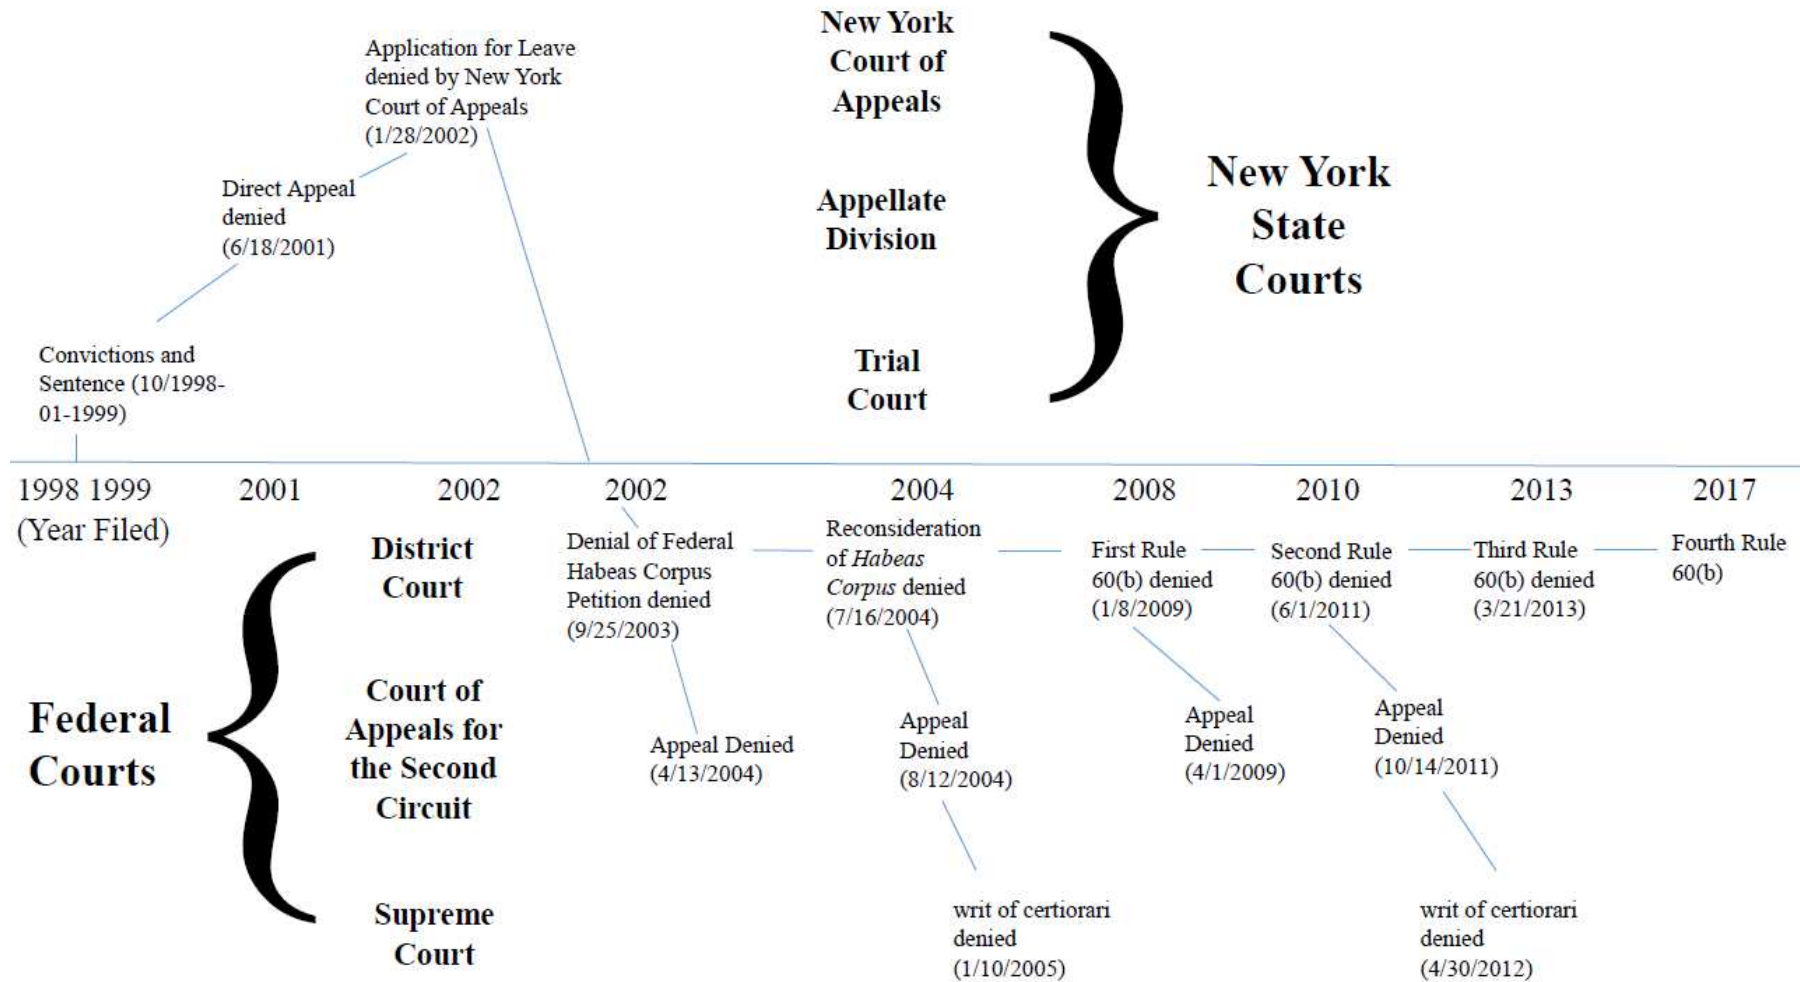 Application for Leave
denied by New York
Court of Appeals
(1/28/2002)
Direct Appeal
denied
(6/18/2001)
Convictions and
Sentence (10/1998-
01-1999)
New York
Court of
Appeals
Appellate
Division
Trial
Court
New York
State
Courts
1998 1999
(Year Filed)
2001
2002
2002
2004
2008
2010
2013
2017
Federal
Courts
District
Court
Court of
Appeals for
the Second
Circuit
Supreme
Court
Denial of Federal
Habeas Corpus
Petition denied
(9/25/2003)
Appeal Denied
(4/13/2004)
Reconsideration
of Habeas
Corpus denied
(7/16/2004)
Appeal
Denied
(8/12/2004)
writ of certiorari
denied
(1/10/2005)
First Rule
60(b) denied
(1/8/2009)
Appeal
Denied
(4/1/2009)
Second Rule
60(b) denied
(6/1/2011)
Appeal
Denied
(10/14/2011)
writ of certiorari
denied
(4/30/2012)
Third Rule
60(b) denied
(3/21/2013)
Fourth Rule
60(b)